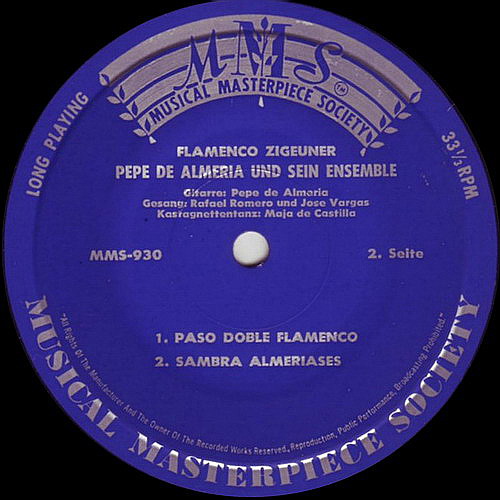 MMS
TM
MUSICAL MASTERPIECE SOCIETY
LONG PLAYING
33⅓ RPM
FLAMENCO ZIGEUNER
PEPE DE ALMERIA UND SEIN ENSEMBLE
Gitarre: Pepe de Almeria
Gesang: Rafael Romero und Jose Vargas
Kastagnettentanz: Maja de Castilla
MMS-930
2. Seite
1. PASO DOBLE FLAMENCO
2. SAMBRA ALMERIASES
"All Rights Of The Manufacturer And The Owner Of The Recorded Works Reserved, Reproduction, Public Performance, Broadcasting Prohibited."
MUSICAL MASTERPIECE SOCIETY